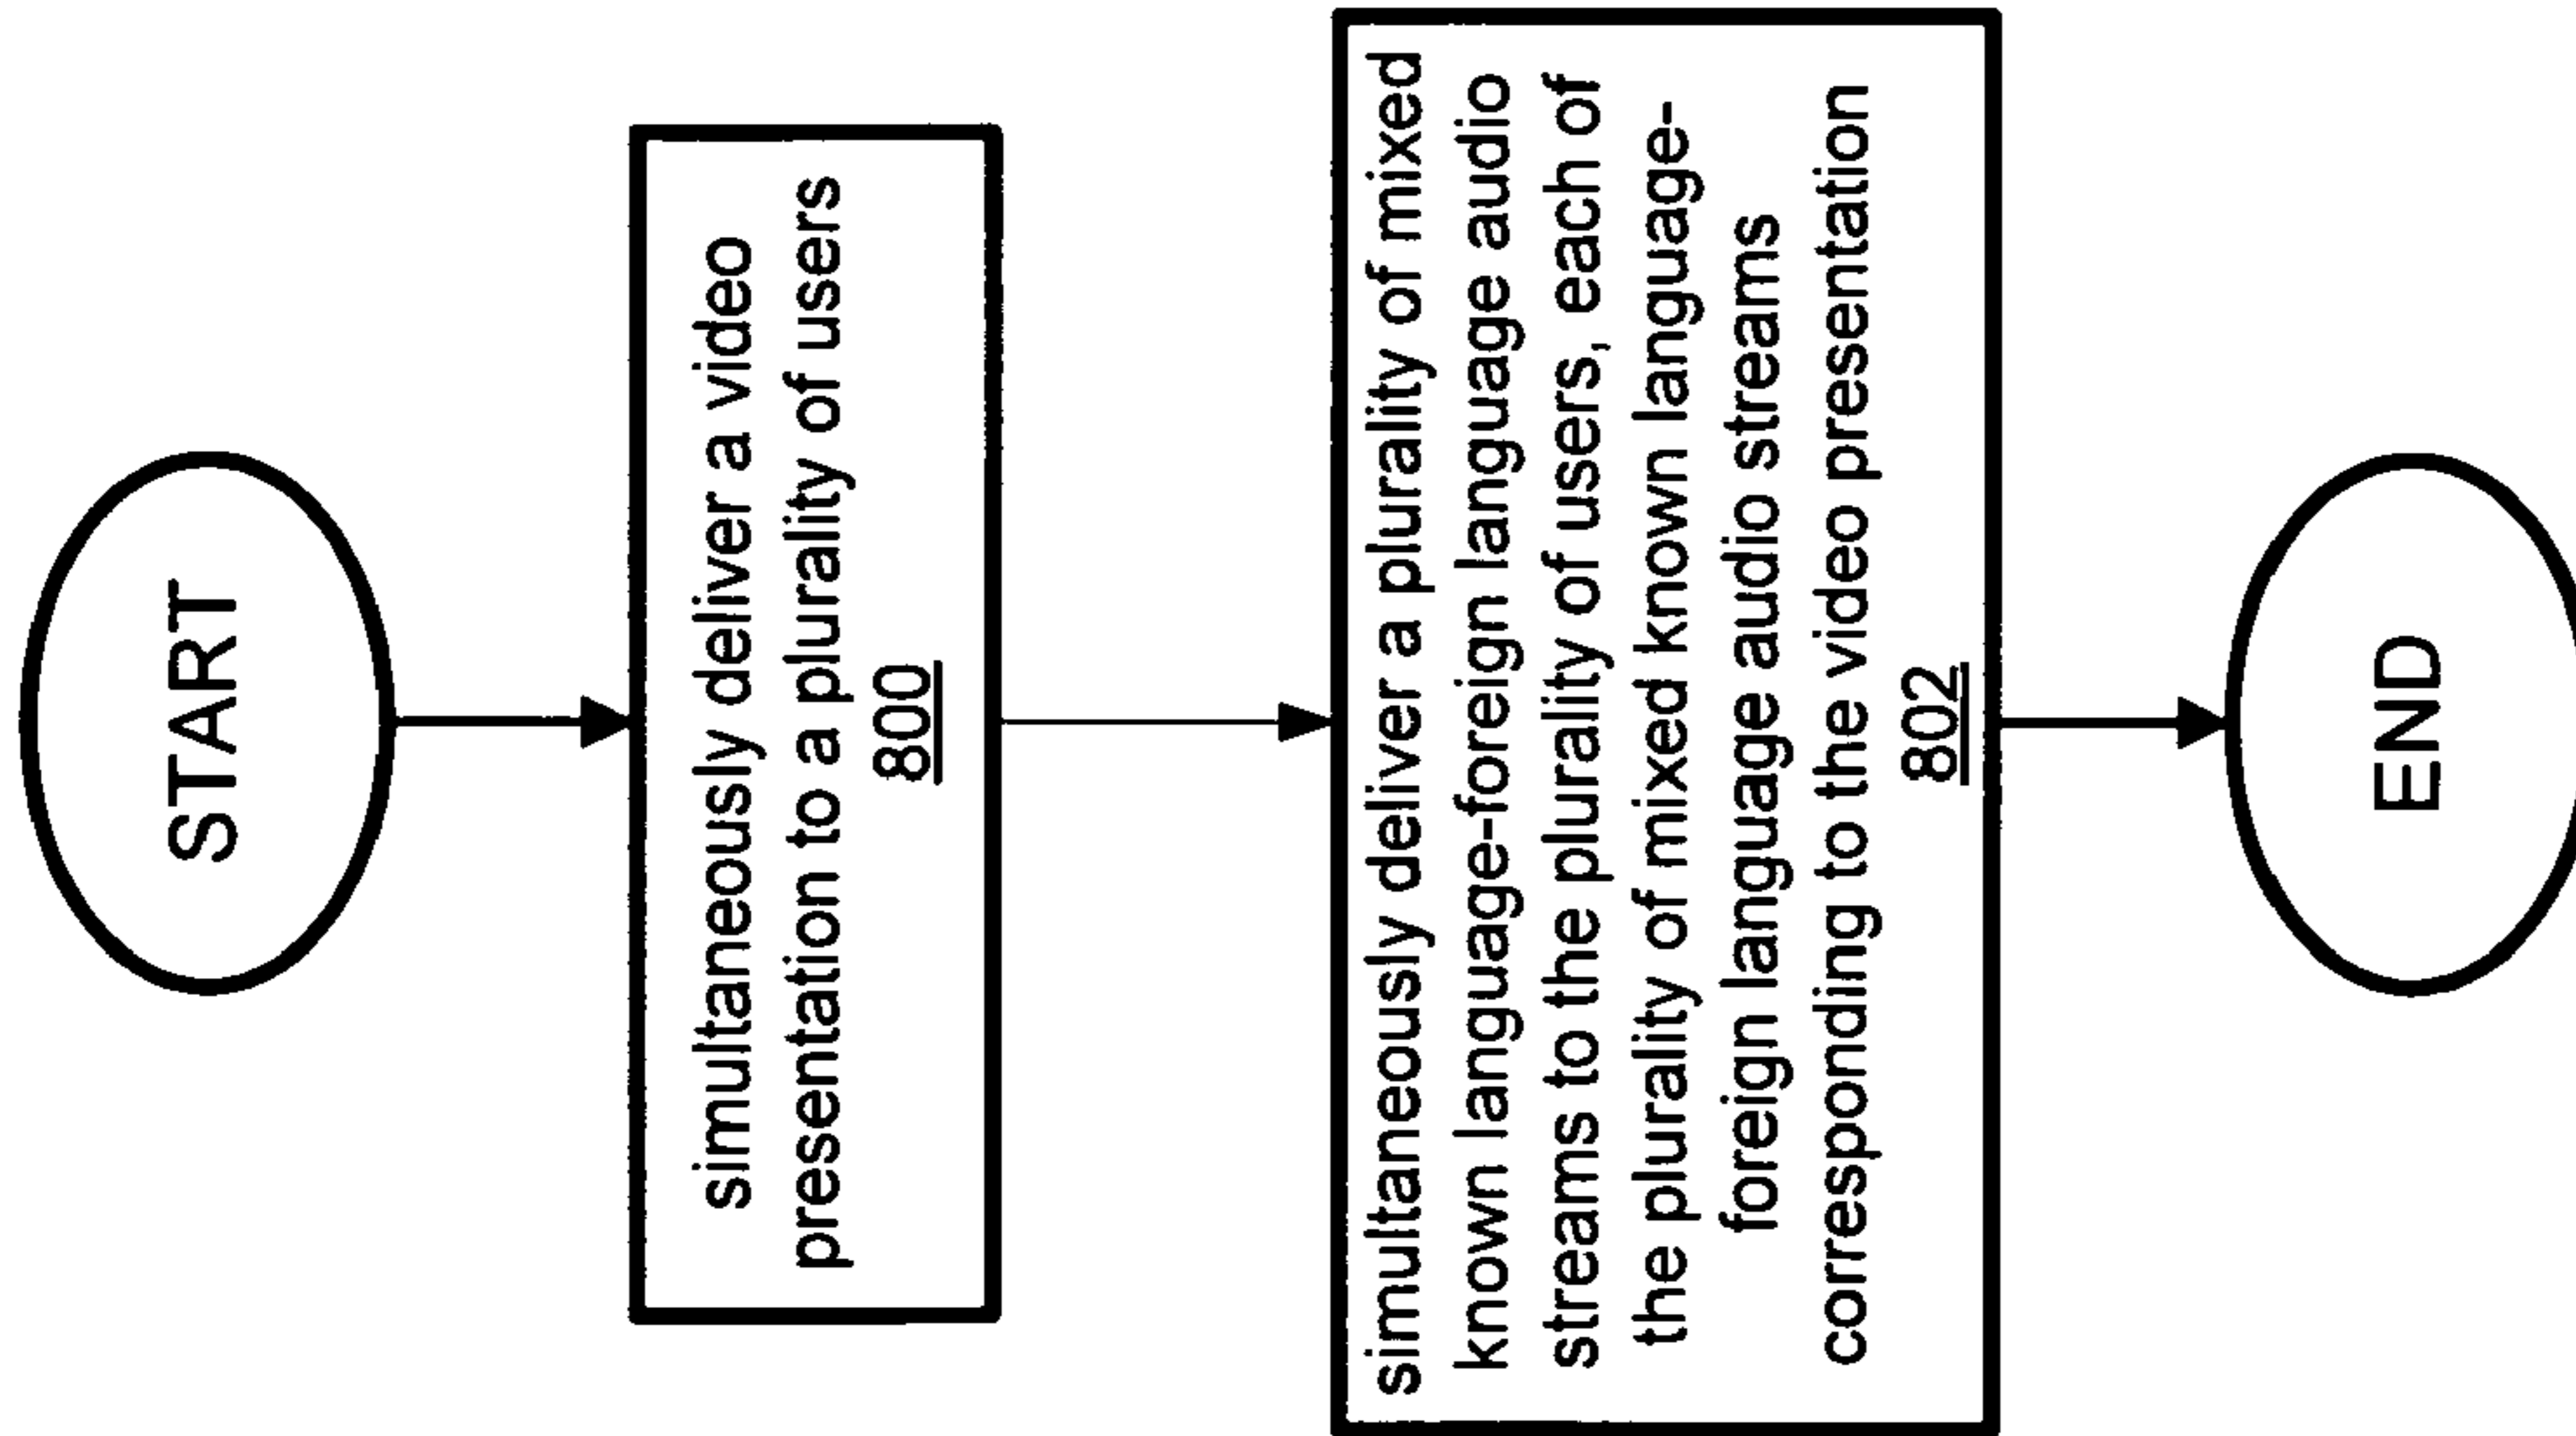 START
simultaneously deliver a video
presentation to a plurality of users
800
simultaneously deliver a plurality of mixed
known language-foreign language audio
streams to the plurality of users, each of
the plurality of mixed known language-
foreign language audio streams
corresponding to the video presentation
802
END